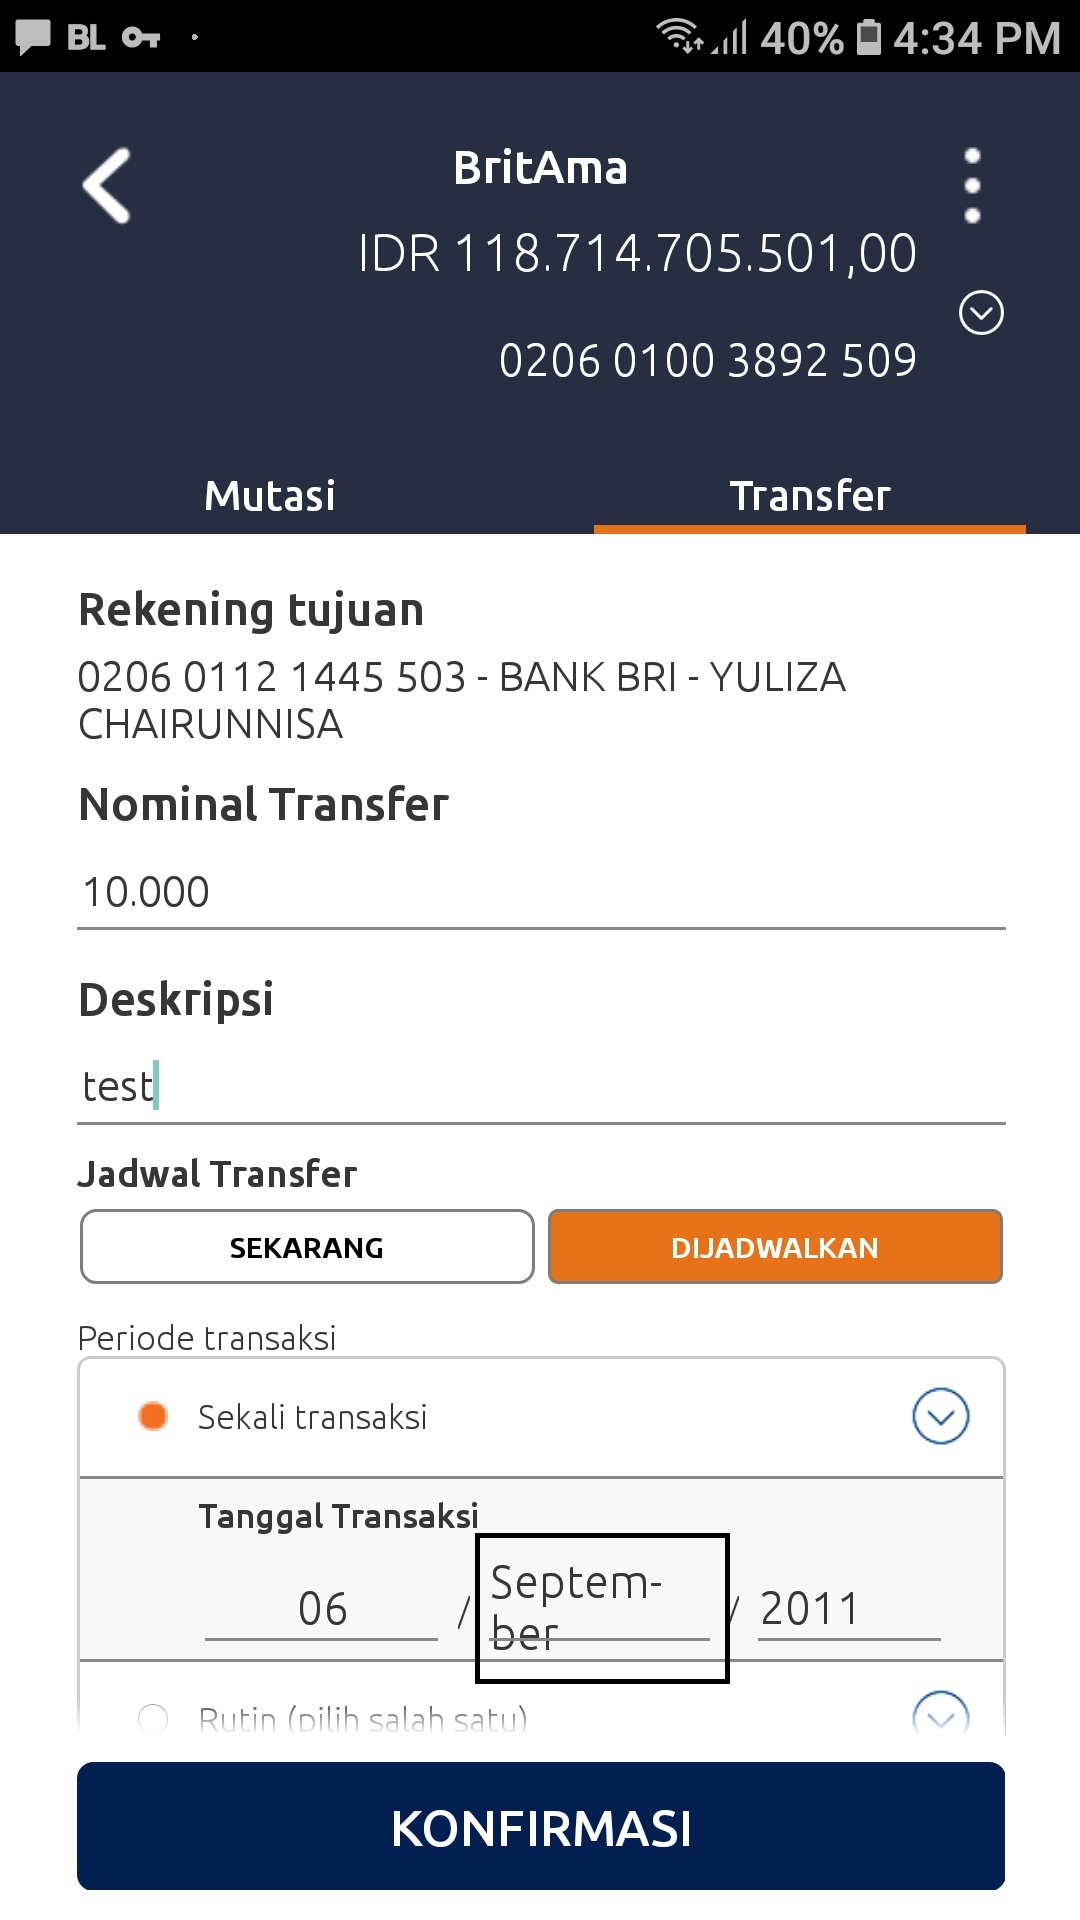 BL 40% 4:34 PM
BritAma
IDR 118.714.705.501,00
0206 0100 3892 509
Mutasi Transfer
Rekening tujuan
0206 0112 1445 503 - BANK BRI - YULIZA
CHAIRUNNISA
Nominal Transfer
10.000
Deskripsi
test
Jadwal Transfer
SEKARANG DIJADWALKAN
Periode transaksi
Sekali transaksi
Tanggal Transaksi
06 / Septem-
ber / 2011
Rutin (pilih salah satu)
KONFIRMASI